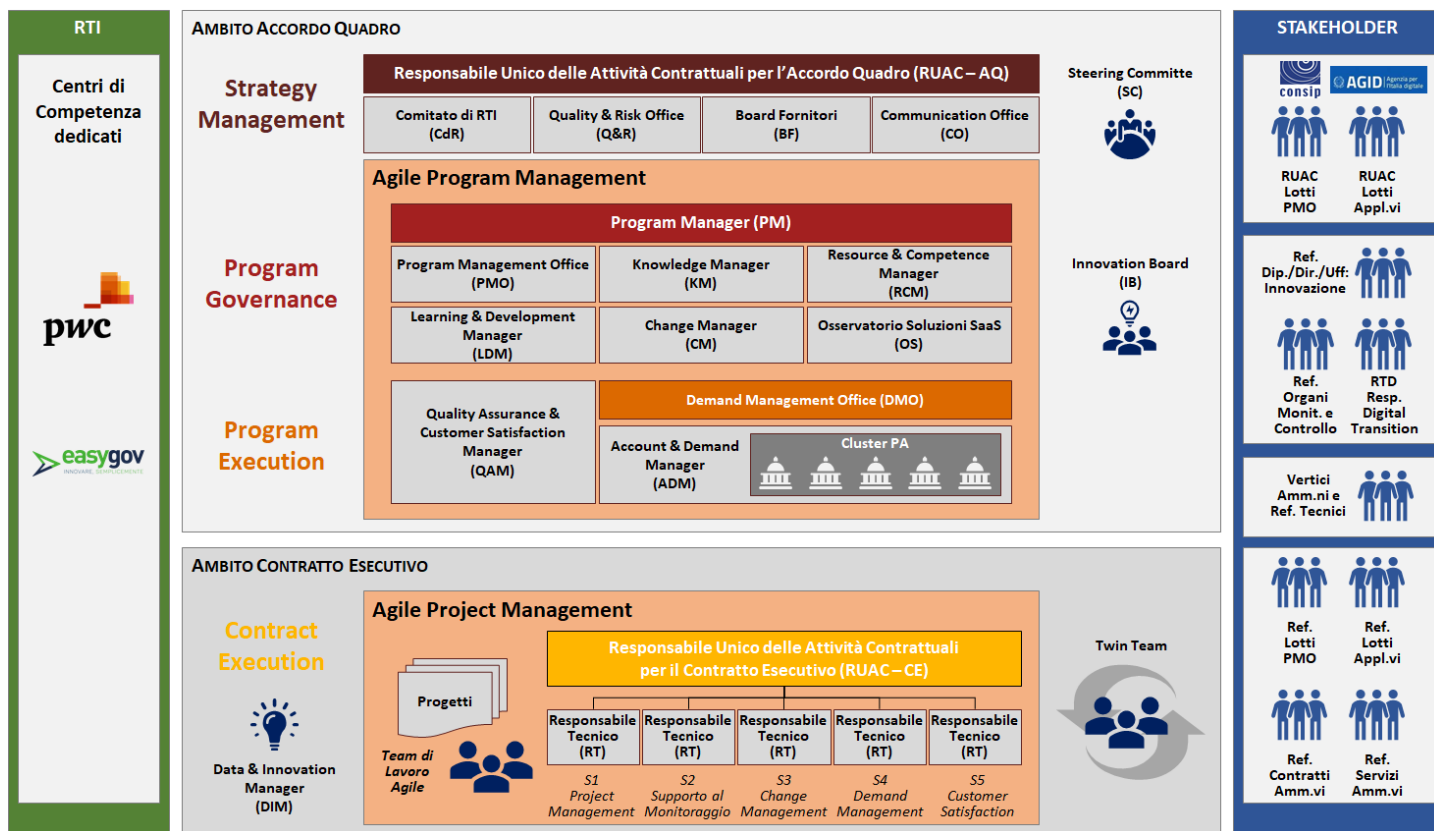 RTI
Centri di
Competenza
dedicati
pwc
easygov
INNOVARE, SEMPLICEMENTE
AMBITO ACCORDO QUADRO
Strategy
Management
Responsabile Unico delle Attività Contrattuali per l'Accordo Quadro (RUAC – AQ)
Comitato di RTI
(CdR)
Quality & Risk Office
(Q&R)
Board Fornitori
(BF)
Communication Office
(CO)
Steering Committe
(SC)
Agile Program Management
Program
Governance
Program Manager (PM)
Program Management Office
(PMO)
Knowledge Manager
(KM)
Resource & Competence
Manager
(RCM)
Learning & Development
Manager
(LDM)
Change Manager
(CM)
Osservatorio Soluzioni SaaS
(OS)
Innovation Board
(IB)
Program
Execution
Quality Assurance &
Customer Satisfaction
Manager
(QAM)
Demand Management Office (DMO)
Account & Demand
Manager
(ADM)
Cluster PA
AMBITO CONTRATTO ESECUTIVO
Contract
Execution
Data & Innovation
Manager
(DIM)
Agile Project Management
Progetti
Team di
Lavoro
Agile
Responsabile Unico delle Attività Contrattuali
per il Contratto Esecutivo (RUAC – CE)
Responsabile
Tecnico
(RT)
Responsabile
Tecnico
(RT)
Responsabile
Tecnico
(RT)
Responsabile
Tecnico
(RT)
Responsabile
Tecnico
(RT)
S1
Project
Management
S2
Supporto al
Monitoraggio
S3
Change
Management
S4
Demand
Management
S5
Customer
Satisfaction
Twin Team
STAKEHOLDER
consip
AGID
Agenzia per
l'Italia digitale
RUAC
Lotti
PMO
RUAC
Lotti
Appl.vi
Ref.
Dip./Dir./Uff:
Innovazione
Ref.
Organi
Monit. e
Controllo
RTD
Resp.
Digital
Transition
Vertici
Amm.ni e
Ref. Tecnici
Ref.
Lotti
PMO
Ref.
Lotti
Appl.vi
Ref.
Contratti
Amm.vi
Ref.
Servizi
Amm.vi